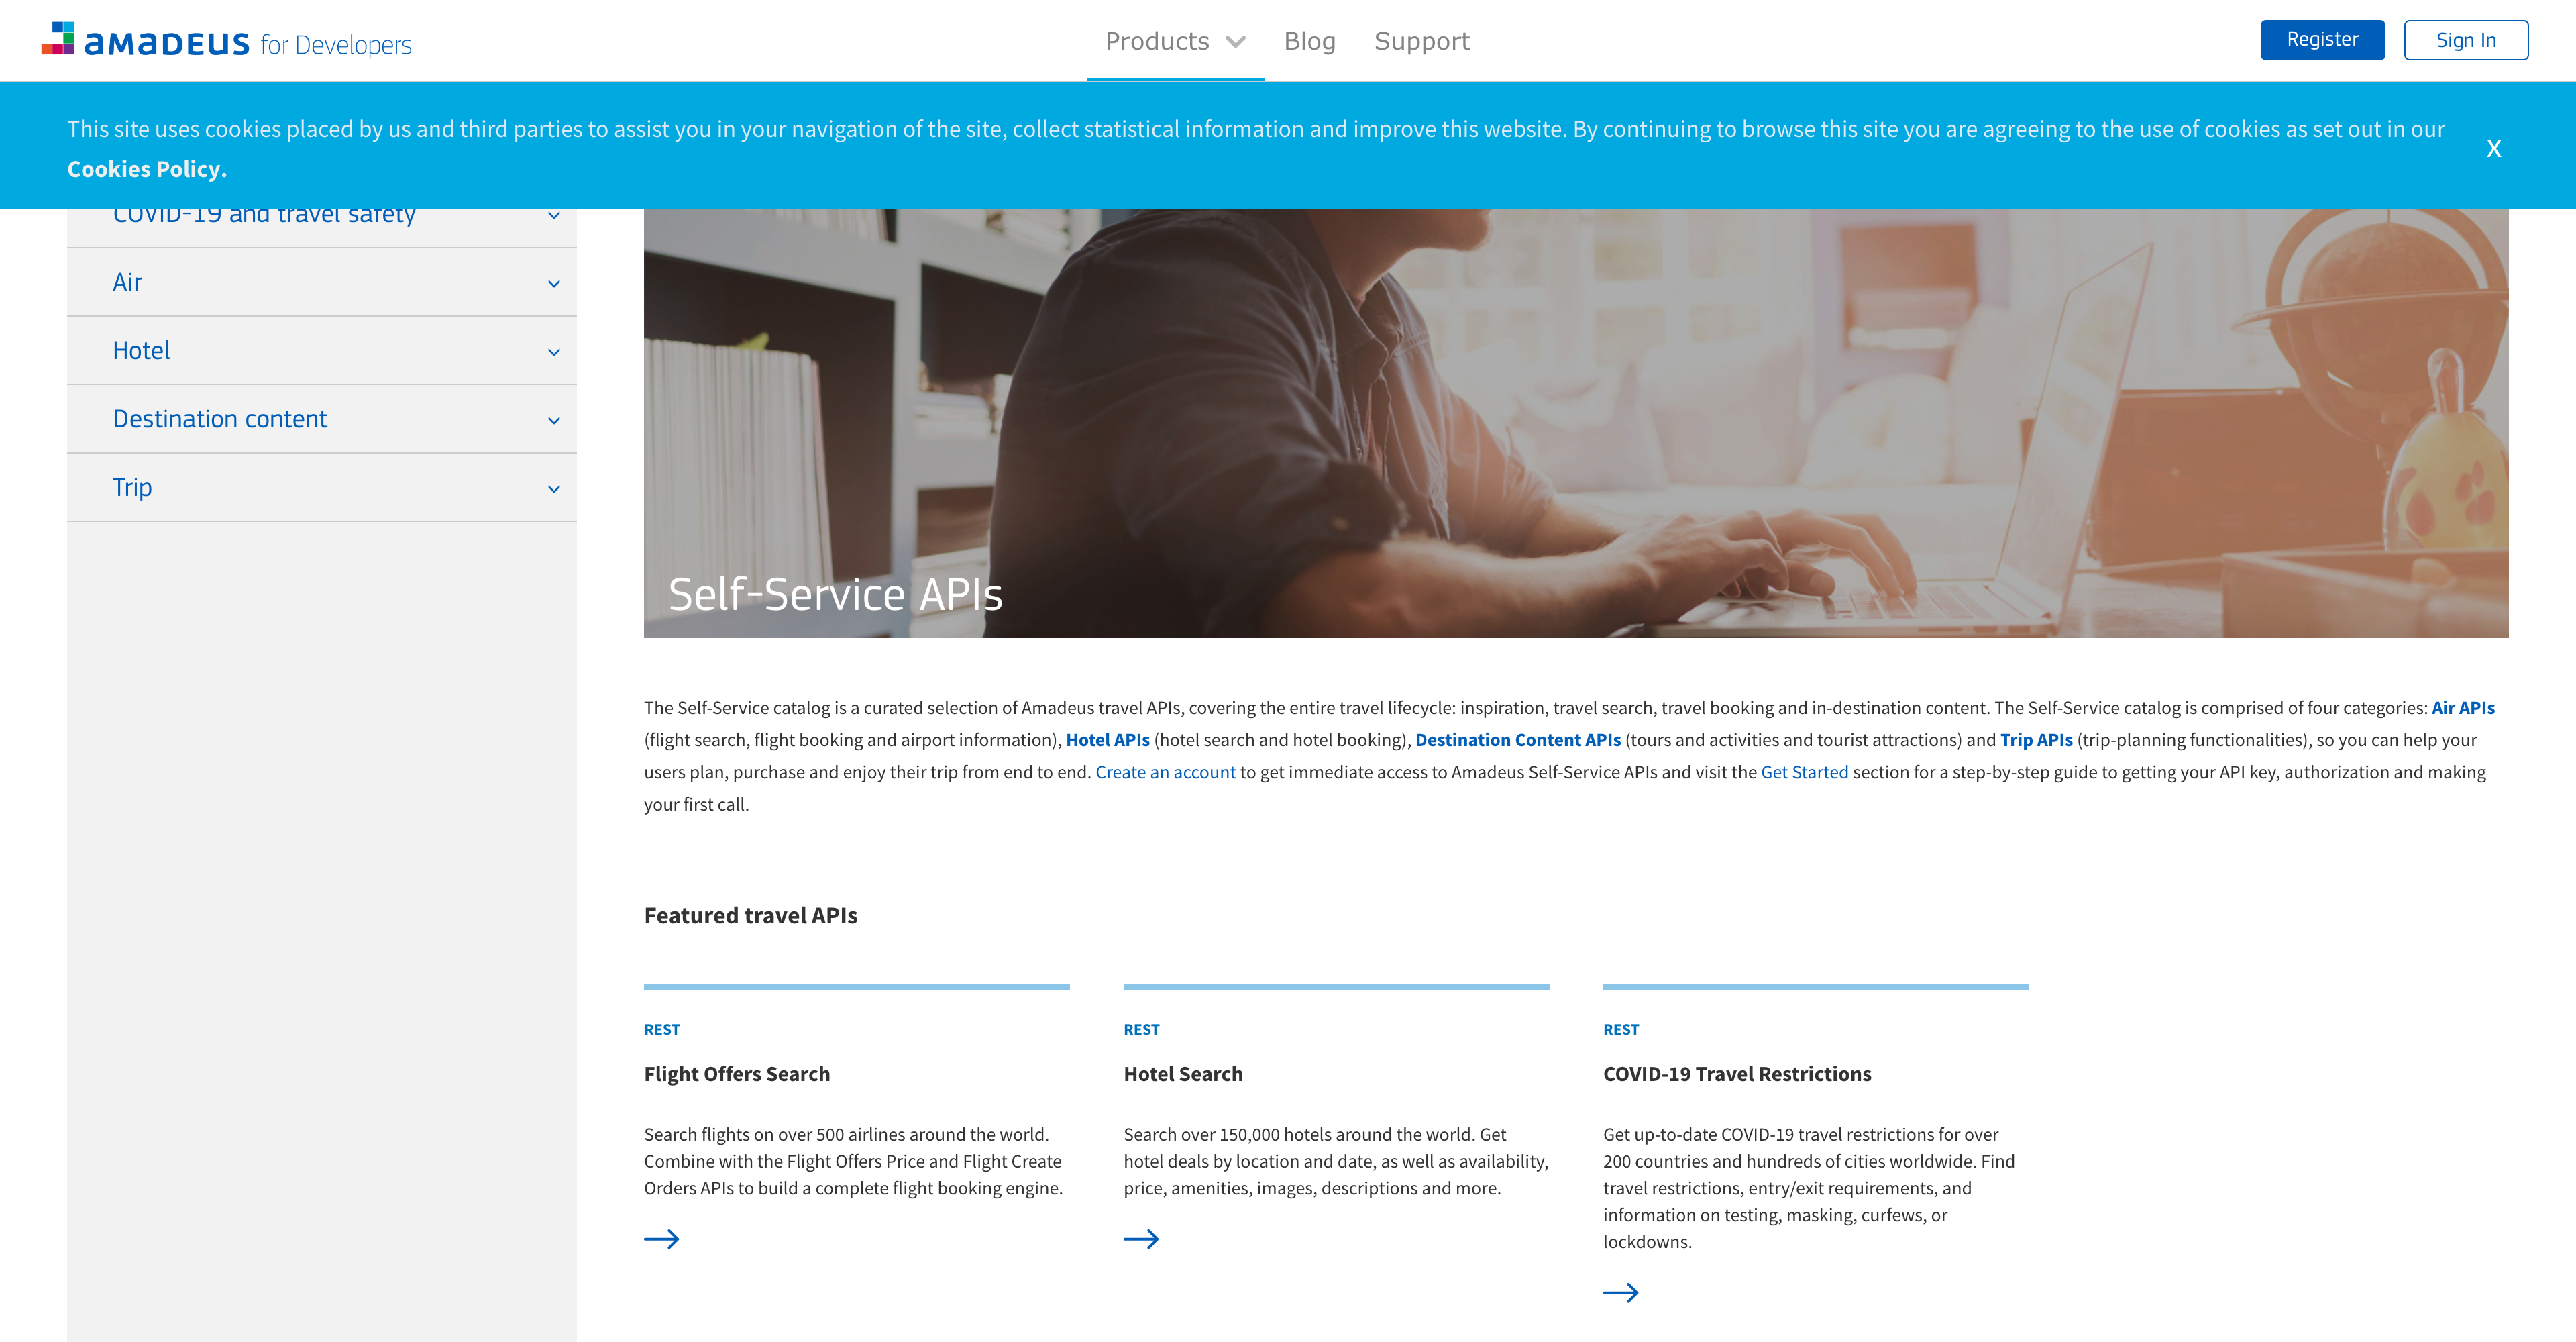 amadeus for Developers
Products
Blog
Support
Register
Sign In
This site uses cookies placed by us and third parties to assist you in your navigation of the site, collect statistical information and improve this website. By continuing to browse this site you are agreeing to the use of cookies as set out in our
Cookies Policy.
X
COVID-19 and travel safety
Air
Hotel
Destination content
Trip
Self-Service APIs
The Self-Service catalog is a curated selection of Amadeus travel APIs, covering the entire travel lifecycle: inspiration, travel search, travel booking and in-destination content. The Self-Service catalog is comprised of four categories: Air APIs
(flight search, flight booking and airport information), Hotel APIs (hotel search and hotel booking), Destination Content APIs (tours and activities and tourist attractions) and Trip APIs (trip-planning functionalities), so you can help your
users plan, purchase and enjoy their trip from end to end. Create an account to get immediate access to Amadeus Self-Service APIs and visit the Get Started section for a step-by-step guide to getting your API key, authorization and making
your first call.
Featured travel APIs
REST
Flight Offers Search
Search flights on over 500 airlines around the world.
Combine with the Flight Offers Price and Flight Create
Orders APIs to build a complete flight booking engine.
REST
Hotel Search
Search over 150,000 hotels around the world. Get
hotel deals by location and date, as well as availability,
price, amenities, images, descriptions and more.
REST
COVID-19 Travel Restrictions
Get up-to-date COVID-19 travel restrictions for over
200 countries and hundreds of cities worldwide. Find
travel restrictions, entry/exit requirements, and
information on testing, masking, curfews, or
lockdowns.